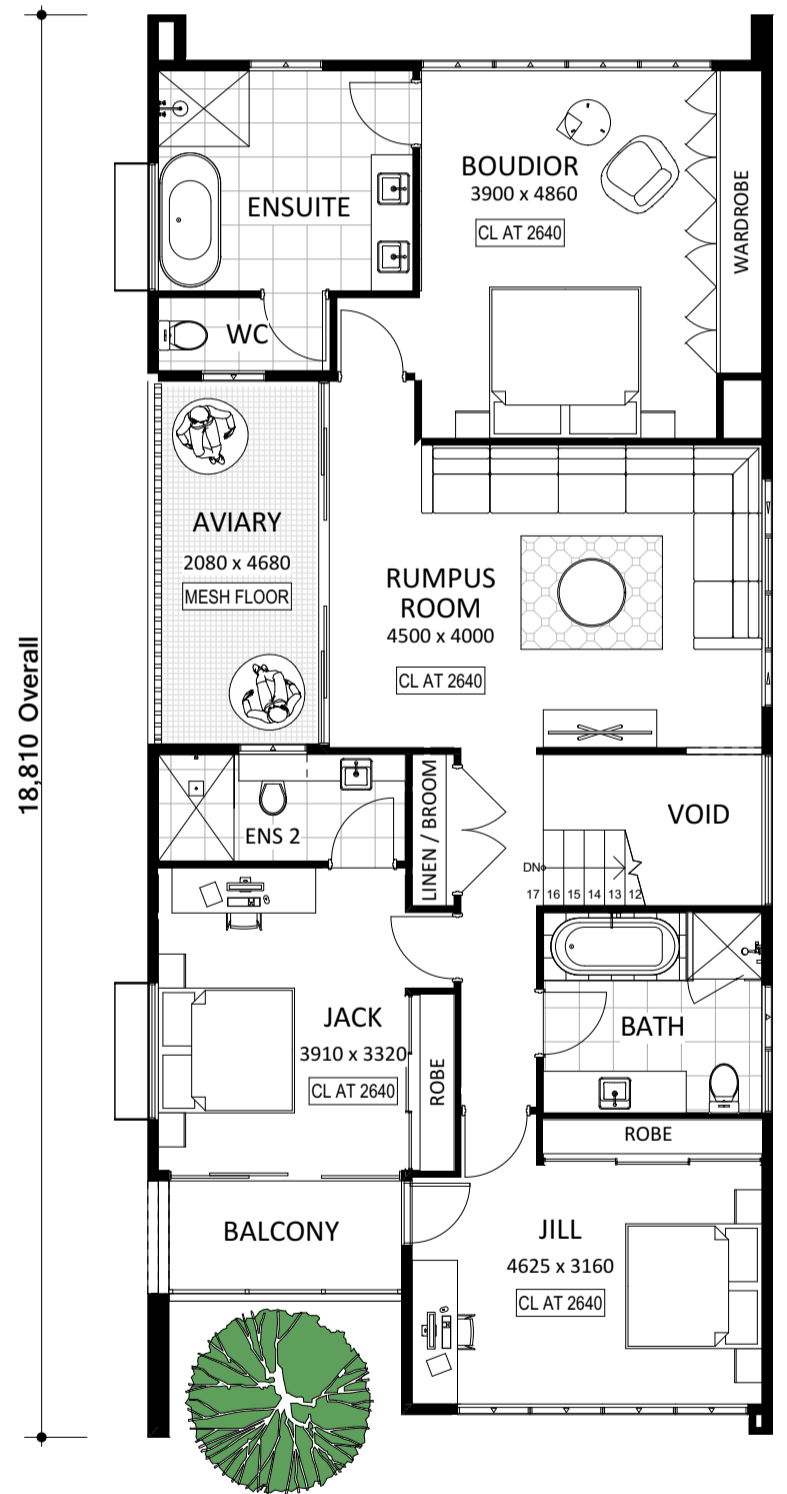 BOUDIOR
3900 x 4860
CL AT 2640
WARDROBE
ENSUITE
WC
AVIARY
2080 x 4680
MESH FLOOR
RUMPUS
ROOM
4500 x 4000
CL AT 2640
18,810 Overall
LINEN / BROOM
VOID
ENS 2
DN
17 16 15 14 13 12
JACK
3910 x 3320
CL AT 2640
ROBE
BATH
ROBE
BALCONY
JILL
4625 x 3160
CL AT 2640